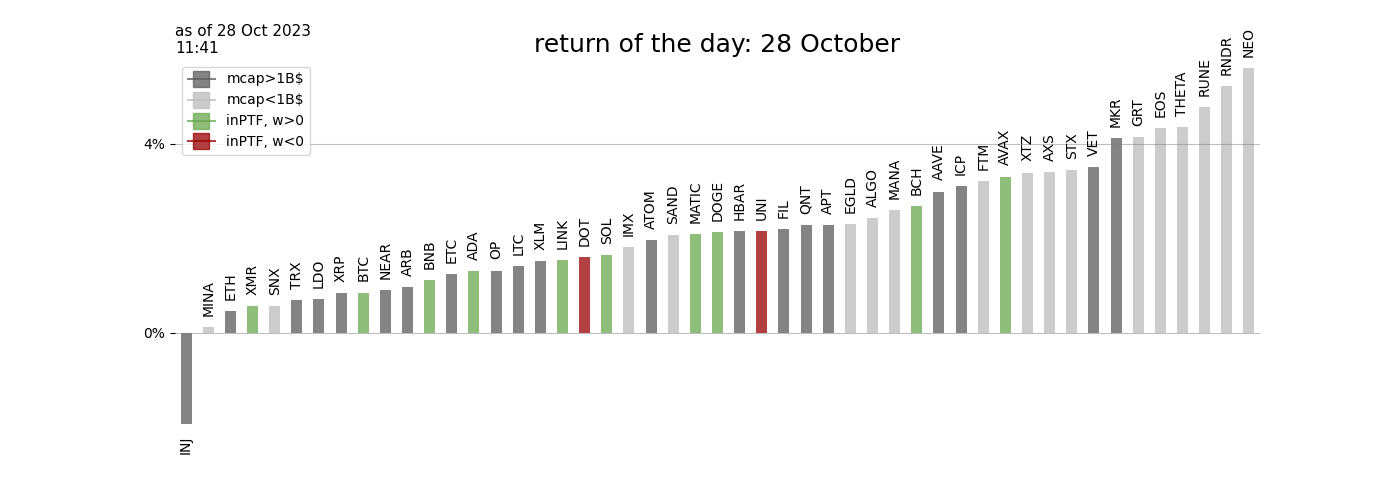 as of 28 Oct 2023
11:41
return of the day: 28 October
mcap>1B$
mcap<1B$
inPTF, w>0
inPTF, w<0
4%
0%
INJ
MINA
ETH
XMR
SNX
TRX
LDO
XRP
BTC
NEAR
ARB
BNB
ETC
ADA
OP
LTC
XLM
LINK
DOT
SOL
IMX
ATOM
SAND
MATIC
DOGE
HBAR
UNI
FIL
QNT
APT
EGLD
ALGO
MANA
BCH
AAVE
ICP
FTM
AVAX
XTZ
AXS
STX
VET
MKR
GRT
EOS
THETA
RUNE
RNDR
NEO